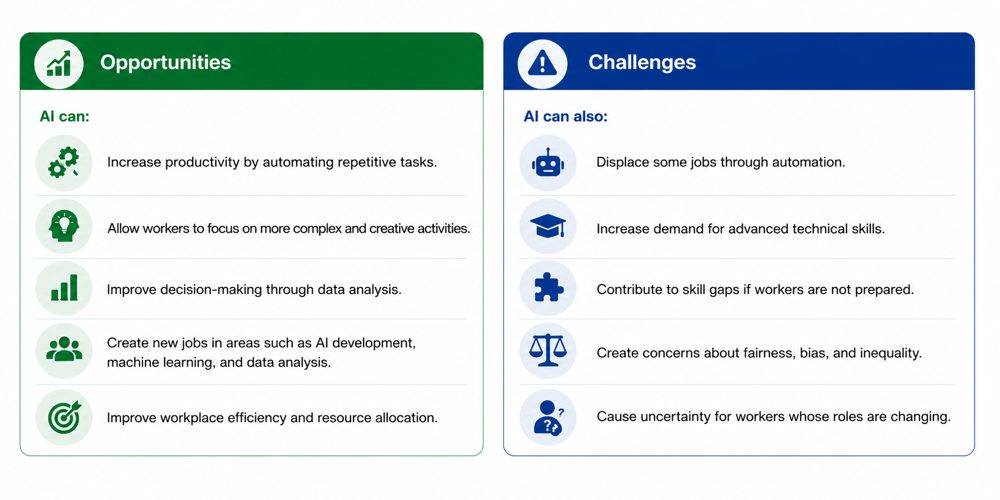 Opportunities
AI can:
Increase productivity by automating repetitive tasks.
Allow workers to focus on more complex and creative activities.
Improve decision-making through data analysis.
Create new jobs in areas such as AI development,
machine learning, and data analysis.
Improve workplace efficiency and resource allocation.
Challenges
AI can also:
Displace some jobs through automation.
Increase demand for advanced technical skills.
Contribute to skill gaps if workers are not prepared.
Create concerns about fairness, bias, and inequality.
Cause uncertainty for workers whose roles are changing.